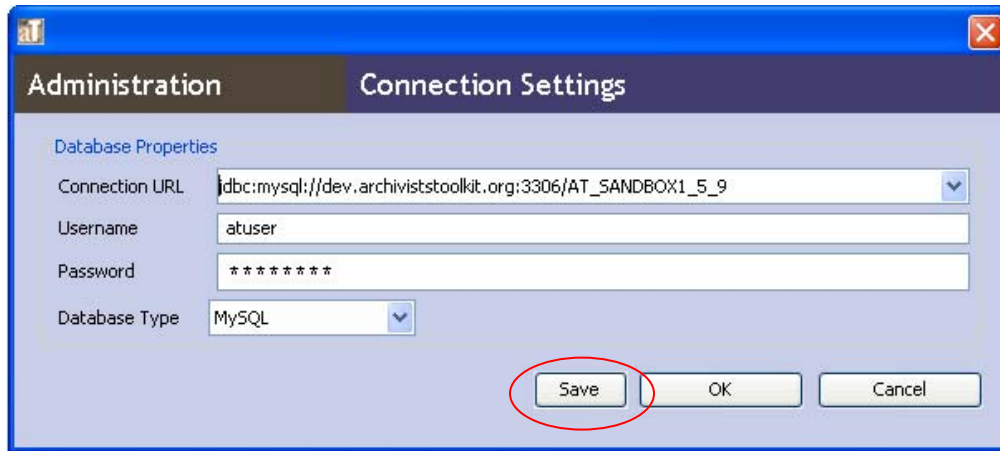 aT
Administration Connection Settings
Database Properties
Connection URL jdbc:mysql://dev.archiviststoolkit.org:3306/AT_SANDBOX1_5_9
Username atuser
Password ********
Database Type MySQL
Save OK Cancel